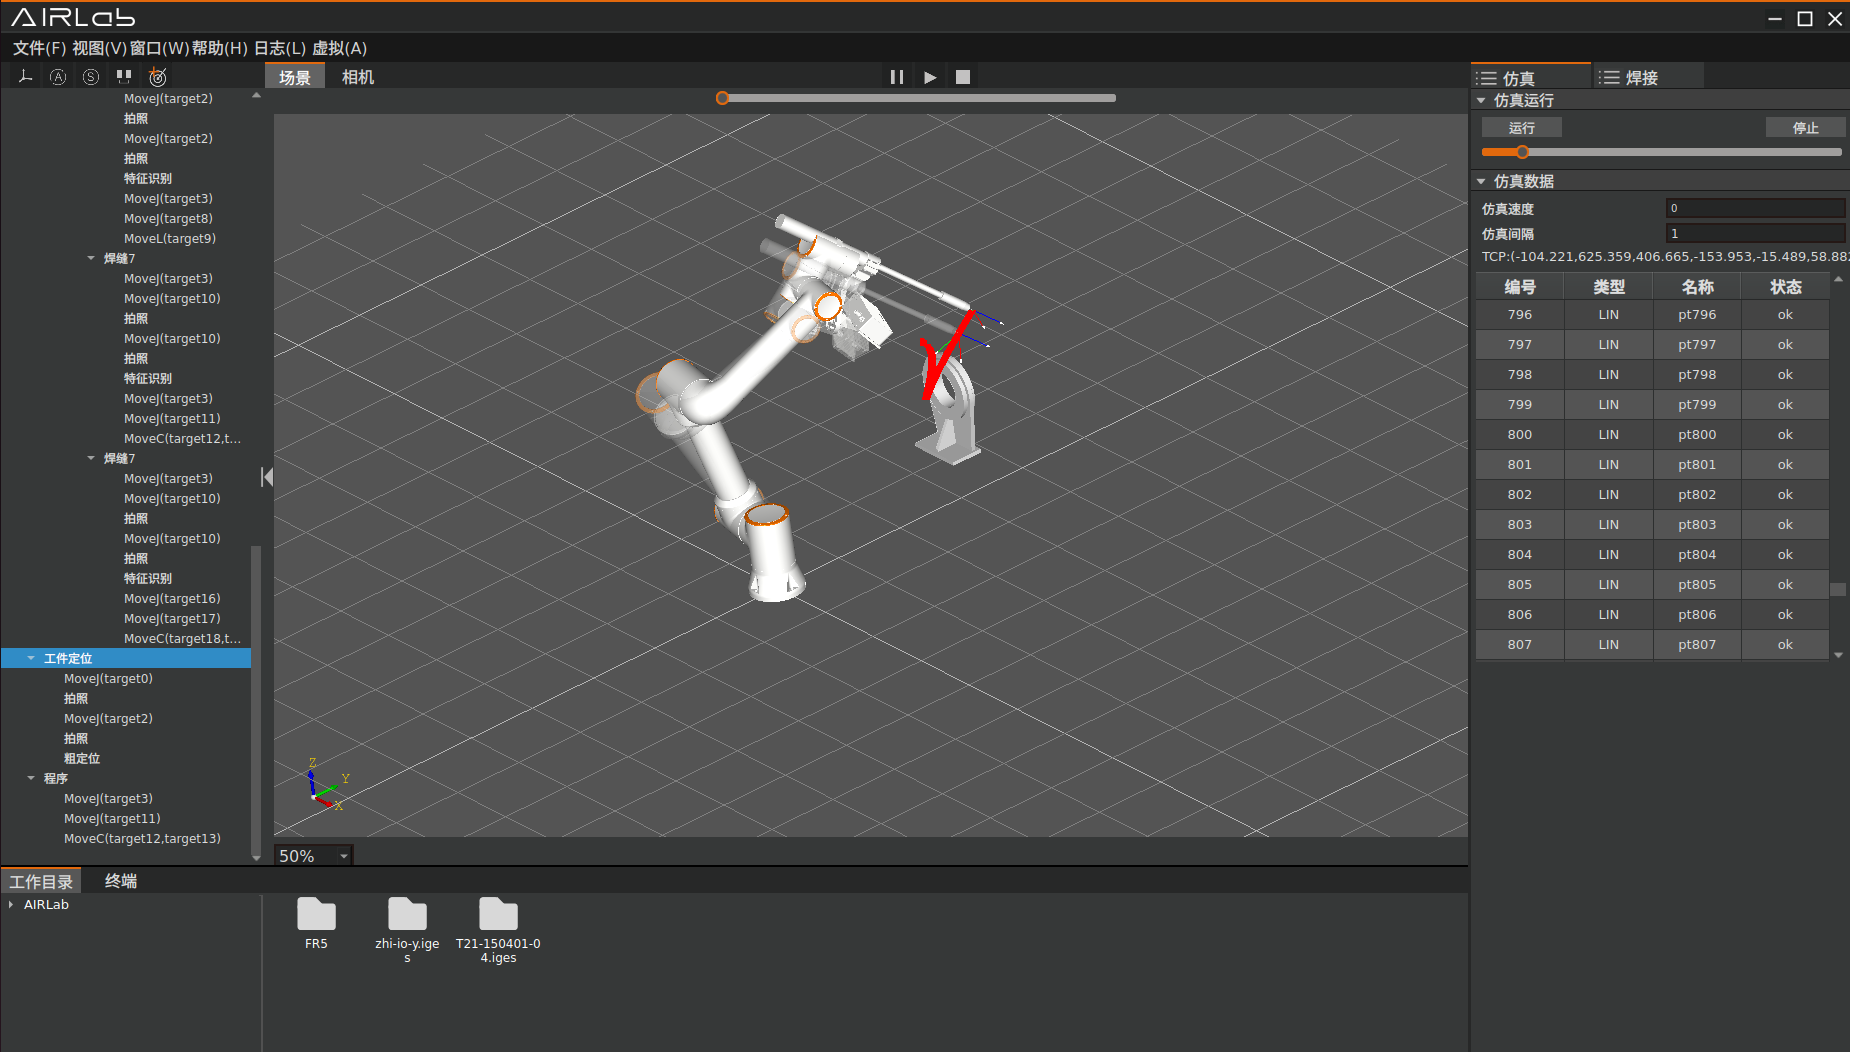 AIRLab
文件(F) 视图(V) 窗口(W) 帮助(H) 日志(L) 虚拟(A)
A S
场景 相机
MoveJ(target2)
拍照
MoveJ(target2)
拍照
特征识别
MoveJ(target3)
MoveJ(target8)
MoveL(target9)
焊缝7
MoveJ(target3)
MoveJ(target10)
拍照
MoveJ(target10)
拍照
特征识别
MoveJ(target3)
MoveJ(target11)
MoveC(target12,t...
焊缝7
MoveJ(target3)
MoveJ(target10)
拍照
MoveJ(target10)
拍照
特征识别
MoveJ(target16)
MoveJ(target17)
MoveC(target18,t...
工件定位
MoveJ(target0)
拍照
MoveJ(target2)
拍照
粗定位
程序
MoveJ(target3)
MoveJ(target11)
MoveC(target12,target13)
Z
Y
X
50%
仿真 焊接
仿真运行
运行 停止
仿真数据
仿真速度 0
仿真间隔 1
TCP:(-104.221,625.359,406.665,-153.953,-15.489,58.882
编号 类型 名称 状态
796 LIN pt796 ok
797 LIN pt797 ok
798 LIN pt798 ok
799 LIN pt799 ok
800 LIN pt800 ok
801 LIN pt801 ok
802 LIN pt802 ok
803 LIN pt803 ok
804 LIN pt804 ok
805 LIN pt805 ok
806 LIN pt806 ok
807 LIN pt807 ok
工作目录 终端
AIRLab
FR5
zhi-io-y.ige
s
T21-150401-0
4.iges